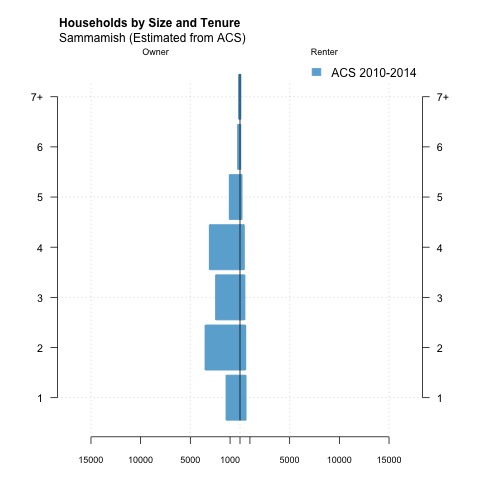 Households by Size and Tenure
Sammamish (Estimated from ACS)
Owner Renter
ACS 2010-2014
7+ 7+
6 6
5 5
4 4
3 3
2 2
1 1
15000 10000 5000 1000 5000 10000 15000